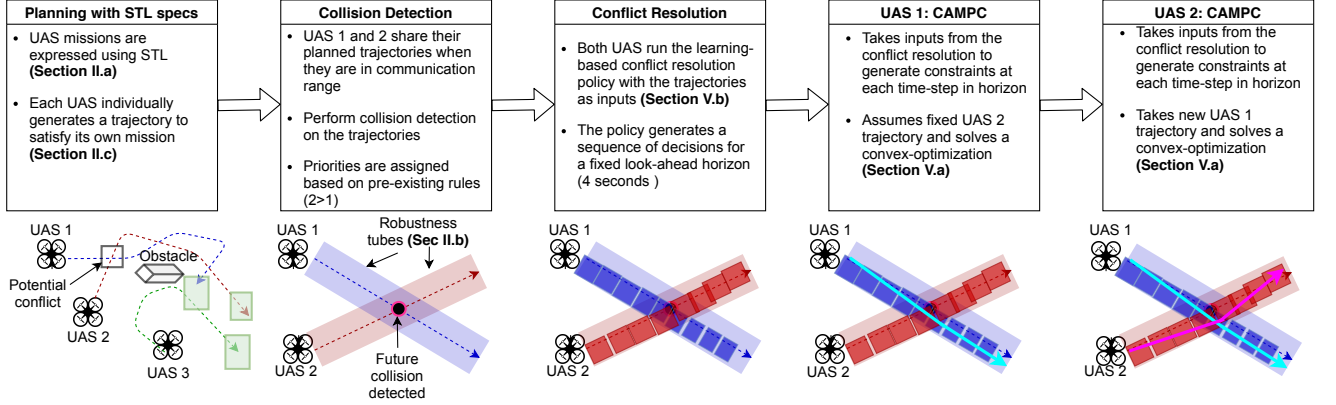 Planning with STL specs
• UAS missions are
expressed using STL
(Section II.a)
• Each UAS individually
generates a trajectory to
satisfy its own mission
(Section II.c)
Collision Detection
• UAS 1 and 2 share their
planned trajectories when
they are in communication
range
• Perform collision detection
on the trajectories
• Priorities are assigned
based on pre-existing rules
(2>1)
Conflict Resolution
• Both UAS run the learning-
based conflict resolution
policy with the trajectories
as inputs (Section V.b)
• The policy generates a
sequence of decisions for
a fixed look-ahead horizon
(4 seconds )
UAS 1: CAMPC
• Takes inputs from the
conflict resolution to
generate constraints at
each time-step in horizon
• Assumes fixed UAS 2
trajectory and solves a
convex-optimization
(Section V.a)
UAS 2: CAMPC
• Takes inputs from the
conflict resolution to
generate constraints at
each time-step in horizon
• Takes new UAS 1
trajectory and solves a
convex-optimization
(Section V.a)
UAS 1
Obstacle
Potential
conflict
UAS 2
UAS 3
UAS 1
Robustness
tubes (Sec II.b)
UAS 2
Future
collision
detected
UAS 1
UAS 2
UAS 1
UAS 2
UAS 1
UAS 2